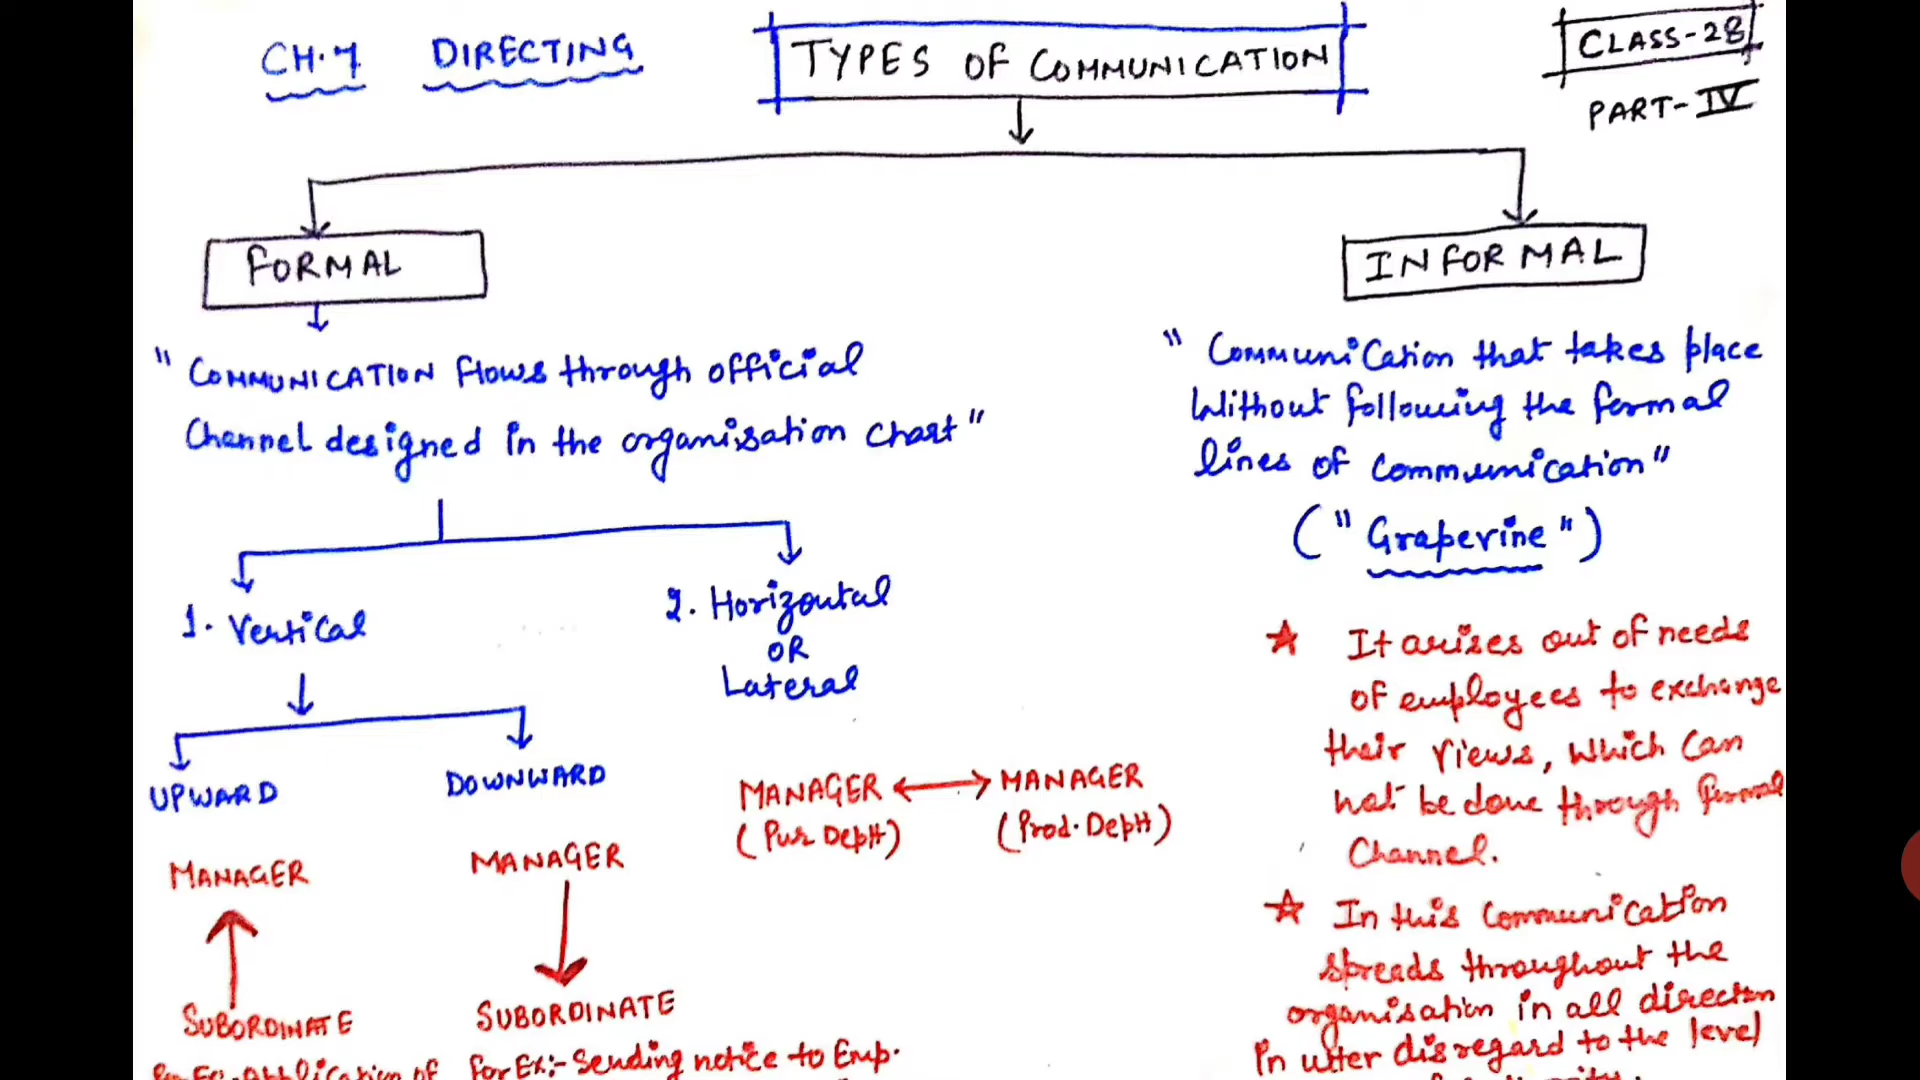 CH.7 DIRECTING
TYPES OF COMMUNICATION
CLASS-28
PART-IV
FORMAL
INFORMAL
"COMMUNICATION flows through official
Channel designed in the organisation chart"
"Communication that takes place
Without following the formal
lines of communication"
("Grapevine")
1. Vertical
2. Horizontal
OR
Lateral
UPWARD
DOWNWARD
MANAGER
SUBORDINATE
MANAGER
SUBORDINATE
For Ex:- Sending notice to Emp.
MANAGER ↔ MANAGER
(Pur Deptt) (Prod. Deptt)
☆ It arises out of needs
of employees to exchange
their views, which can
not be done through formal
Channel.
☆ In this communication
spreads throughout the
organisation in all direction
in utter disregard to the level